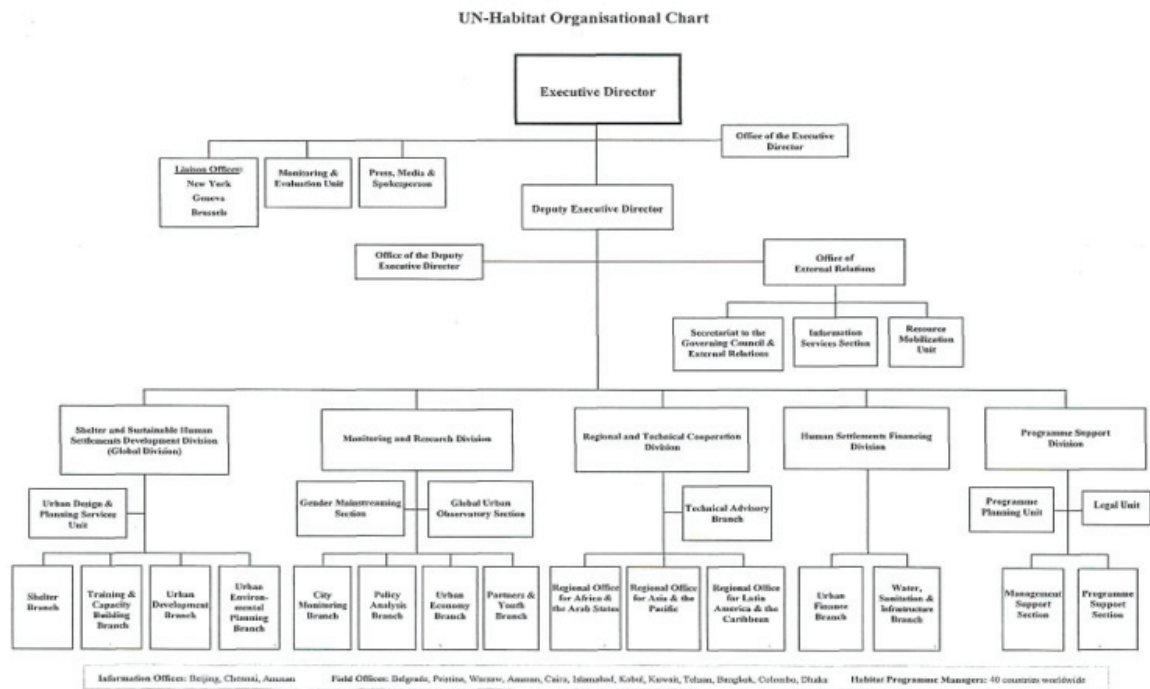 UN-Habitat Organisational Chart
Executive Director
Office of the Executive
Director
Liaison Offices:
New York
Geneva
Brussels
Monitoring &
Evaluation Unit
Press, Media &
Spokesperson
Deputy Executive Director
Office of the Deputy
Executive Director
Office of
External Relations
Secretariat to the
Governing Council &
External Relations
Information
Services Section
Resource
Mobilization
Unit
Shelter and Sustainable Human
Settlements Development Division
(Global Division)
Monitoring and Research Division
Regional and Technical Cooperation
Division
Human Settlements Financing
Division
Programme Support
Division
Urban Design &
Planning Services
Unit
Gender Mainstreaming
Section
Global Urban
Observatory Section
Technical Advisory
Branch
Programme
Planning Unit
Legal Unit
Shelter
Branch
Training &
Capacity
Building
Branch
Urban
Development
Branch
Urban
Environ-
mental
Planning
Branch
City
Monitoring
Branch
Policy
Analysis
Branch
Urban
Economy
Branch
Partners &
Youth
Branch
Regional Office
for Africa &
the Arab States
Regional Office
for Asia & the
Pacific
Regional Office
for Latin
America & the
Caribbean
Urban
Finance
Branch
Water,
Sanitation &
Infrastructure
Branch
Management
Support
Section
Programme
Support
Section
Information Offices: Beijing, Chennai, Amman Field Offices: Belgrade, Pristina, Warsaw, Amman, Cairo, Islamabad, Kabul, Kuwait, Bangkok, Colombo, Dhaka Habitat Programme Managers: 40 countries worldwide